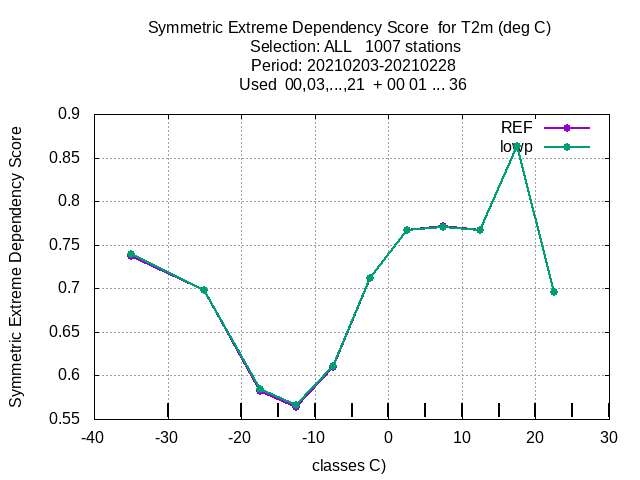 Symmetric Extreme Dependency Score  for T2m (deg C)
Selection: ALL   1007 stations
Period: 20210203-20210228
Used  00,03,...,21  + 00 01 ... 36
REF
lowp
Symmetric Extreme Dependency Score
0.9
0.85
0.8
0.75
0.7
0.65
0.6
0.55
-40 -30 -20 -10 0 10 20 30
classes C)